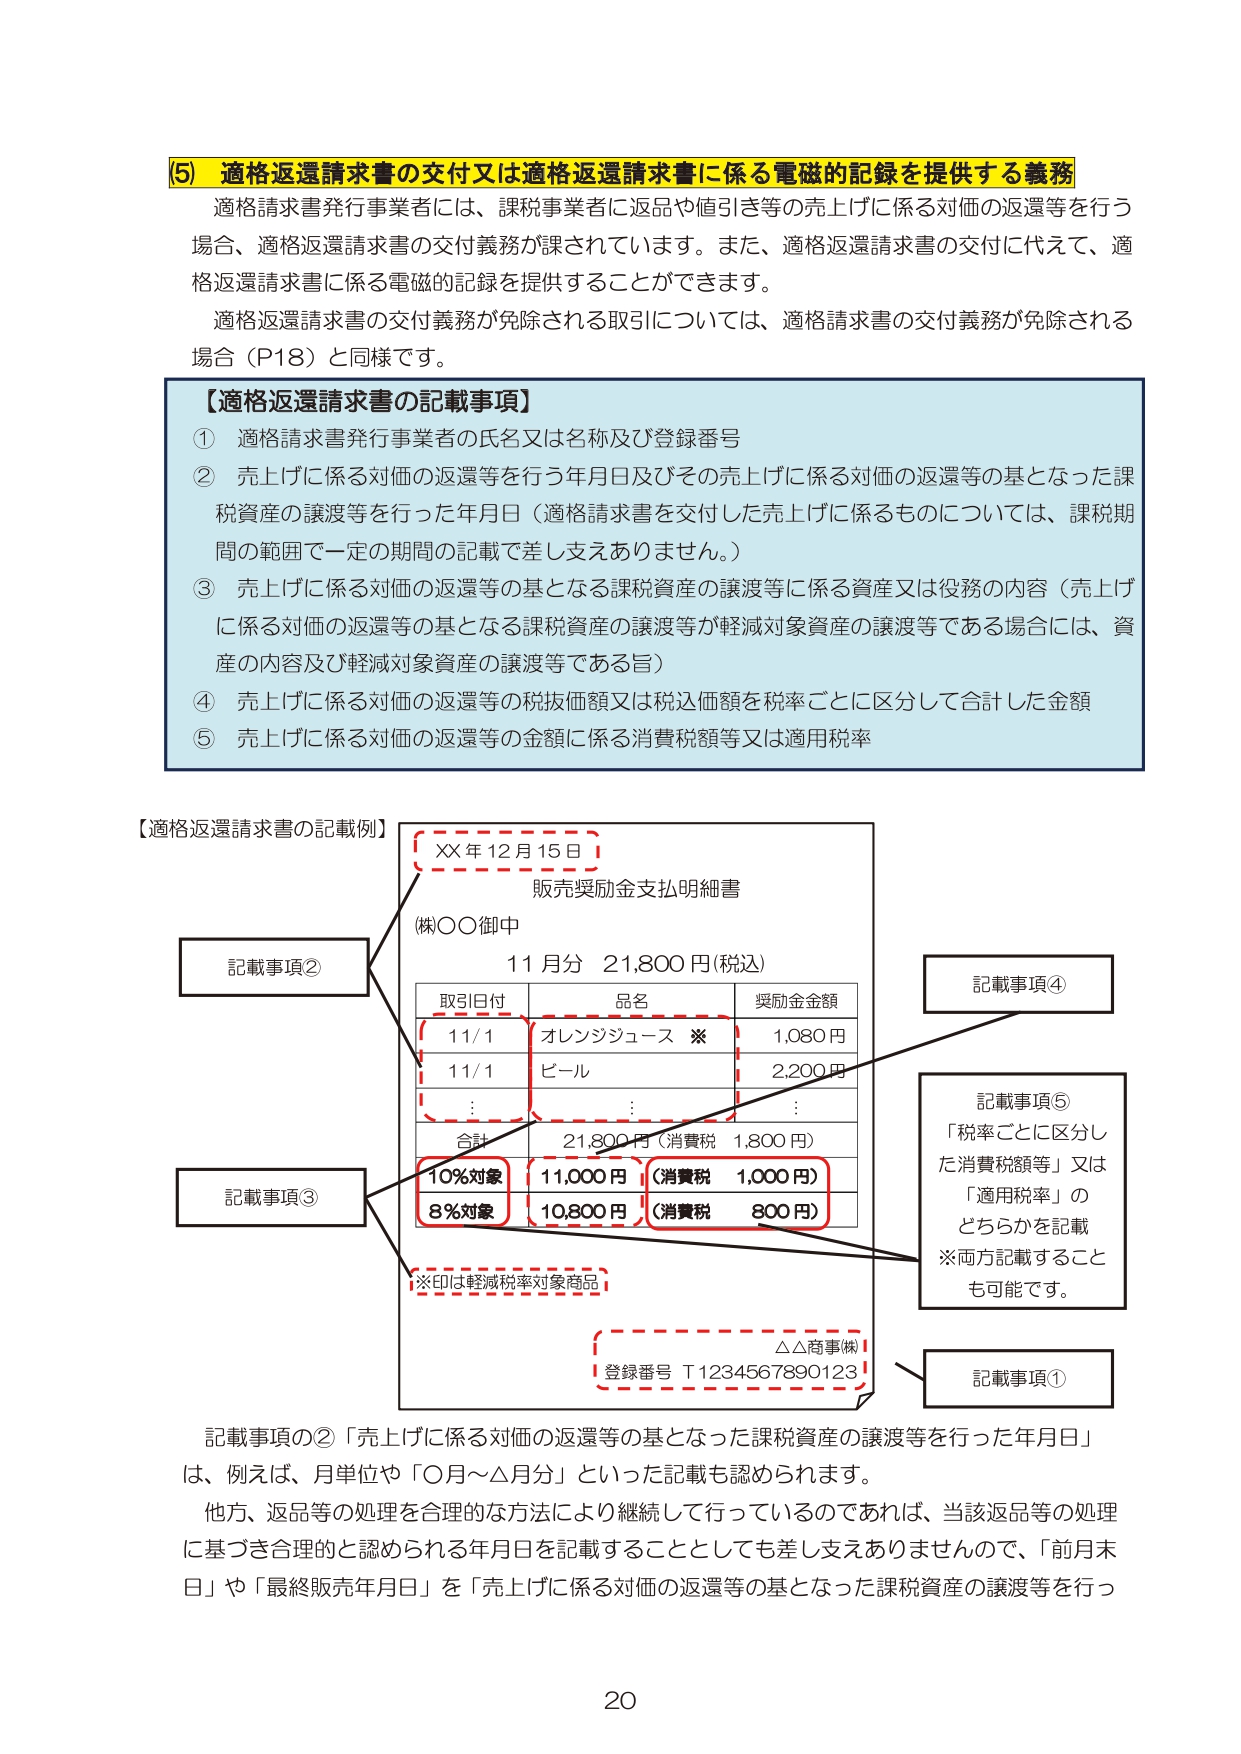 ⑸ 適格返還請求書の交付又は適格返還請求書に係る電磁的記録を提供する義務
適格請求書発行事業者には、課税事業者に返品や値引き等の売上げに係る対価の返還等を行う
場合、適格返還請求書の交付義務が課されています。また、適格返還請求書の交付に代えて、適
格返還請求書に係る電磁的記録を提供することができます。
適格返還請求書の交付義務が免除される取引については、適格請求書の交付義務が免除される
場合（P18）と同様です。
【適格返還請求書の記載事項】
① 適格請求書発行事業者の氏名又は名称及び登録番号
② 売上げに係る対価の返還等を行う年月日及びその売上げに係る対価の返還等の基となった課
税資産の譲渡等を行った年月日（適格請求書を交付した売上げに係るものについては、課税期
間の範囲で一定の期間の記載で差し支えありません。）
③ 売上げに係る対価の返還等の基となる課税資産の譲渡等に係る資産又は役務の内容（売上げ
に係る対価の返還等の基となる課税資産の譲渡等が軽減対象資産の譲渡等である場合には、資
産の内容及び軽減対象資産の譲渡等である旨）
④ 売上げに係る対価の返還等の税抜価額又は税込価額を税率ごとに区分して合計した金額
⑤ 売上げに係る対価の返還等の金額に係る消費税額等又は適用税率
【適格返還請求書の記載例】
XX年12月15日
販売奨励金支払明細書
㈱〇〇御中
11月分 21,800円(税込)
取引日付 品名 奨励金金額
11/1 オレンジジュース ※ 1,080円
11/1 ビール 2,200円
⋮ ⋮ ⋮
合計 21,800円（消費税 1,800円）
10%対象 11,000円 （消費税 1,000円）
8%対象 10,800円 （消費税 800円）
※印は軽減税率対象商品
△△商事㈱
登録番号 T1234567890123
記載事項②
記載事項③
記載事項④
記載事項⑤
「税率ごとに区分し
た消費税額等」又は
「適用税率」の
どちらかを記載
※両方記載すること
も可能です。
記載事項①
記載事項の②「売上げに係る対価の返還等の基となった課税資産の譲渡等を行った年月日」
は、例えば、月単位や「〇月～△月分」といった記載も認められます。
他方、返品等の処理を合理的な方法により継続して行っているのであれば、当該返品等の処理
に基づき合理的と認められる年月日を記載することとしても差し支えありませんので、「前月末
日」や「最終販売年月日」を「売上げに係る対価の返還等の基となった課税資産の譲渡等を行っ
20